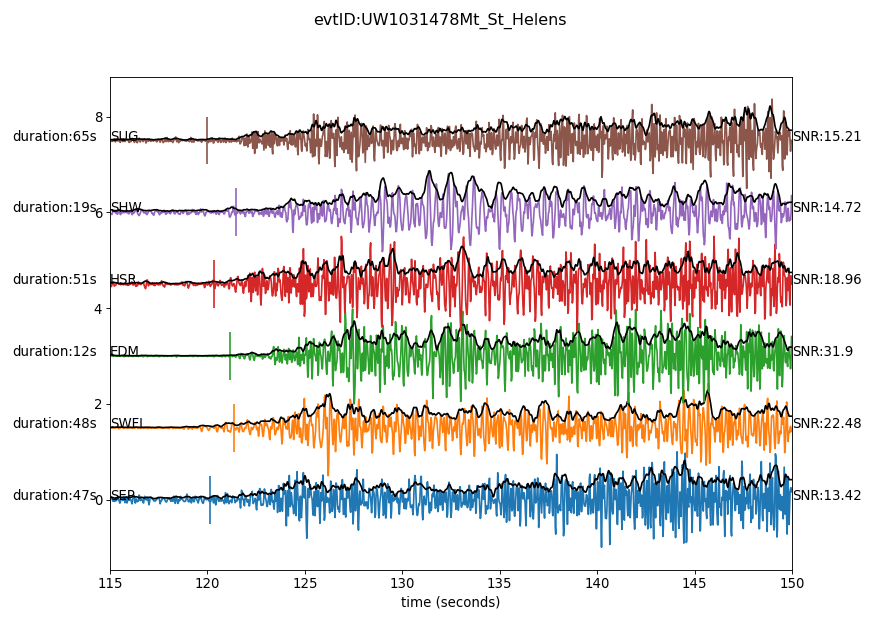 evtID:UW1031478Mt_St_Helens
8
duration:65s SUG SNR:15.21
duration:19s SHW SNR:14.72
6
duration:51s HSR SNR:18.96
4
duration:12s EDM SNR:31.9
2
duration:48s SWFL SNR:22.48
duration:47s SEP SNR:13.42
0
115 120 125 130 135 140 145 150
time (seconds)